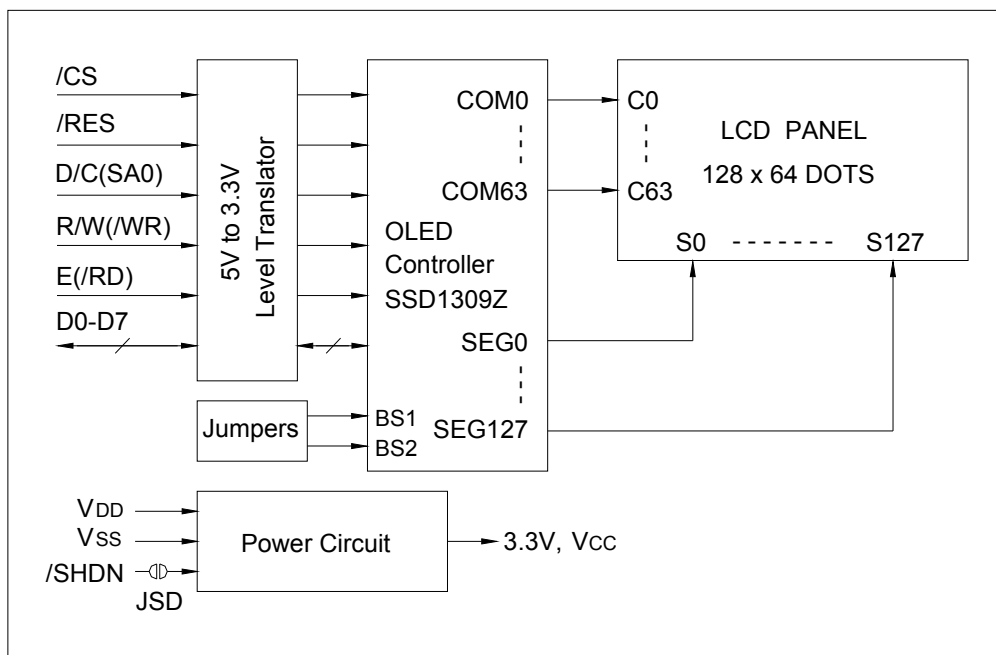 /CS
/RES
D/C(SA0)
R/W(/WR)
E(/RD)
D0-D7
5V to 3.3V
Level Translator
Jumpers
COM0
COM63
OLED
Controller
SSD1309Z
SEG0
SEG127
BS1
BS2
C0
C63
LCD PANEL
128 x 64 DOTS
S0
S127
VDD
VSS
/SHDN
JSD
Power Circuit
3.3V, VCC